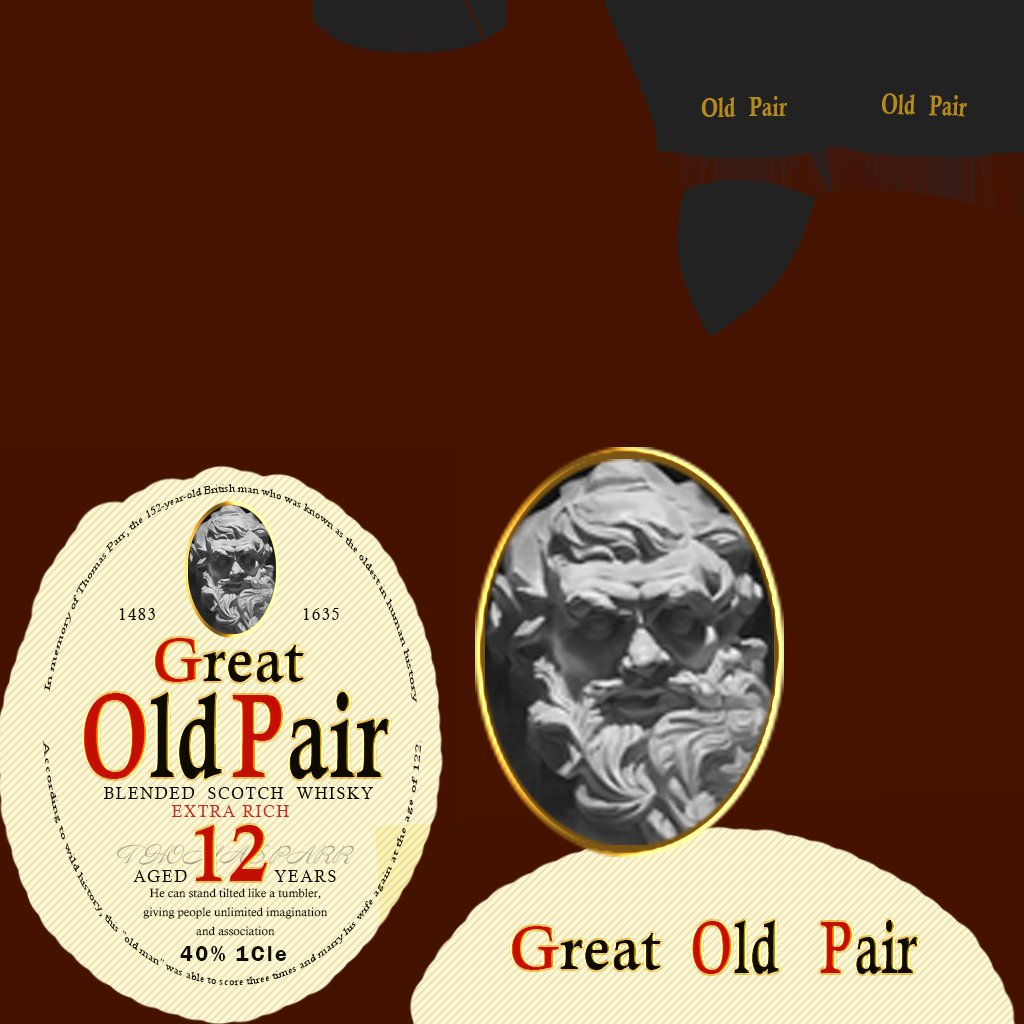 Old Pair
Old Pair
In memory of Thomas Parr, the 152-year-old British man who was known as the oldest in human history
1483
1635
Great
Old Pair
BLENDED SCOTCH WHISKY
EXTRA RICH
THOMAS PARR
12
AGED YEARS
He can stand tilted like a tumbler,
giving people unlimited imagination
and association
40% 1Cle
According to wild history, this "old man" was able to score three times and marry his wife again at the age of 122
Great Old Pair